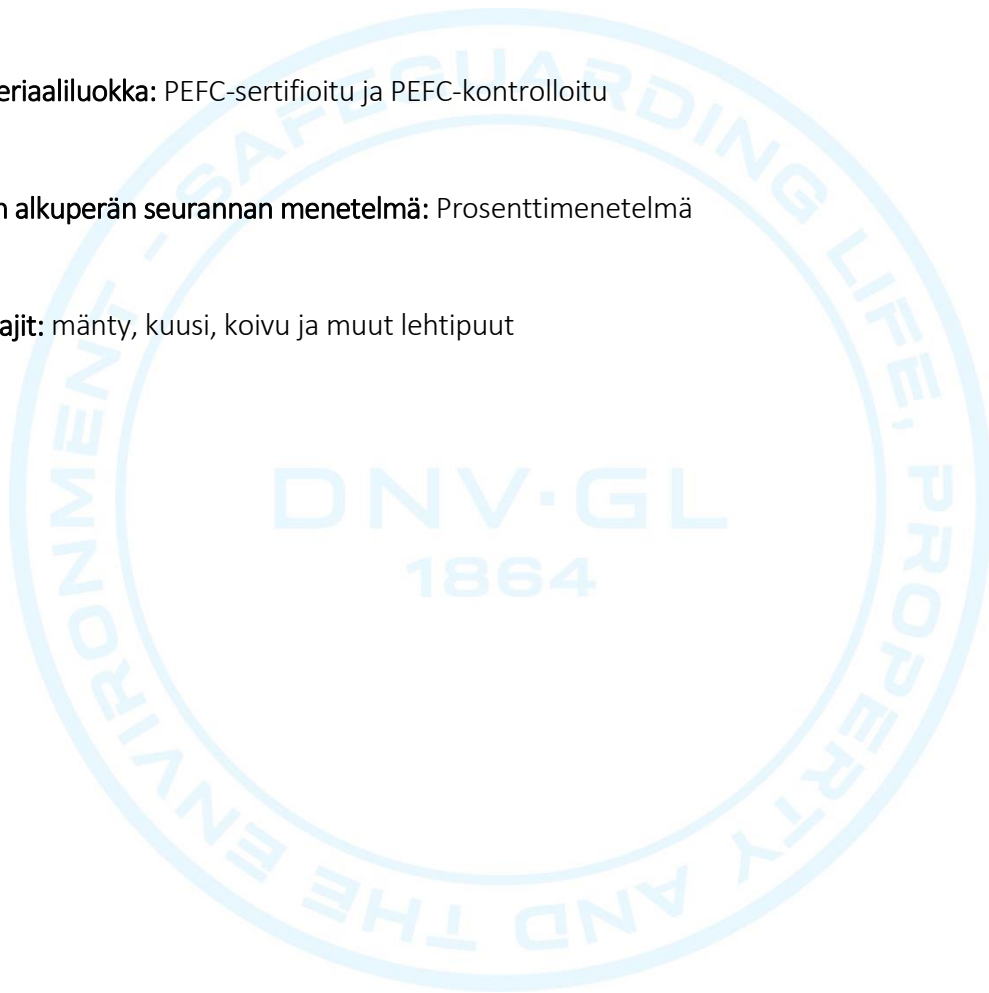 eriaaliluokka: PEFC-sertifioitu ja PEFC-kontrolloitu
n alkuperän seurannan menetelmä: Prosenttimenetelmä
ajit: mänty, kuusi, koivu ja muut lehtipuut
SAFEGUARDING LIFE, PROPERTY AND THE ENVIRONMENT -
DNV·GL
1864